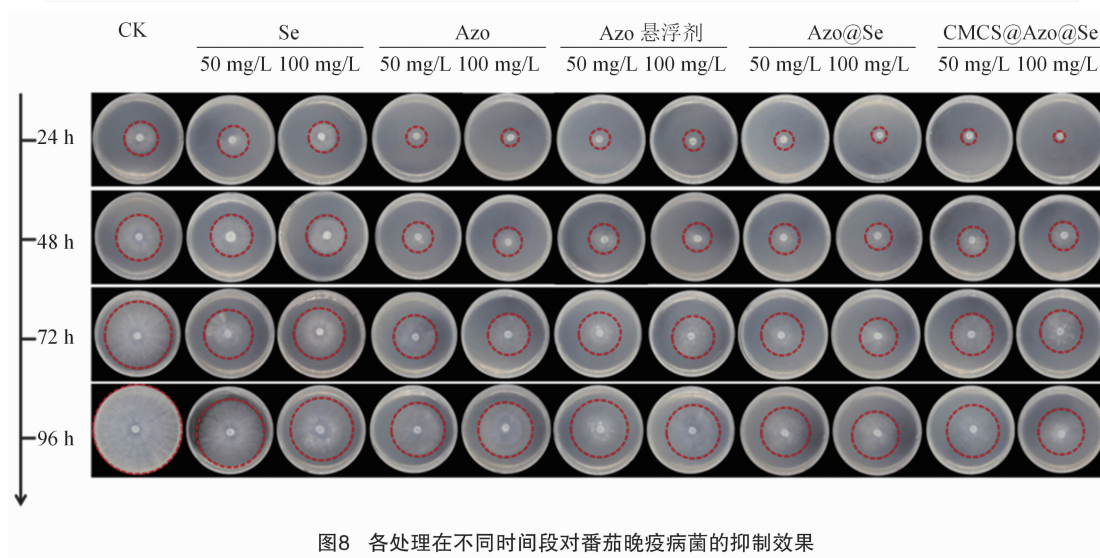 CK Se Azo Azo 悬浮剂 Azo@Se CMCS@Azo@Se
50 mg/L 100 mg/L 50 mg/L 100 mg/L 50 mg/L 100 mg/L 50 mg/L 100 mg/L 50 mg/L 100 mg/L
24 h
48 h
72 h
96 h
图8 各处理在不同时间段对番茄晚疫病菌的抑制效果